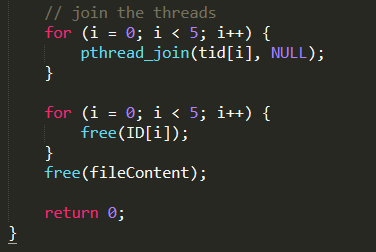 // join the threads
for (i = 0; i < 5; i++) {
pthread_join(tid[i], NULL);
}
for (i = 0; i < 5; i++) {
free(ID[i]);
}
free(fileContent);
return 0;
}